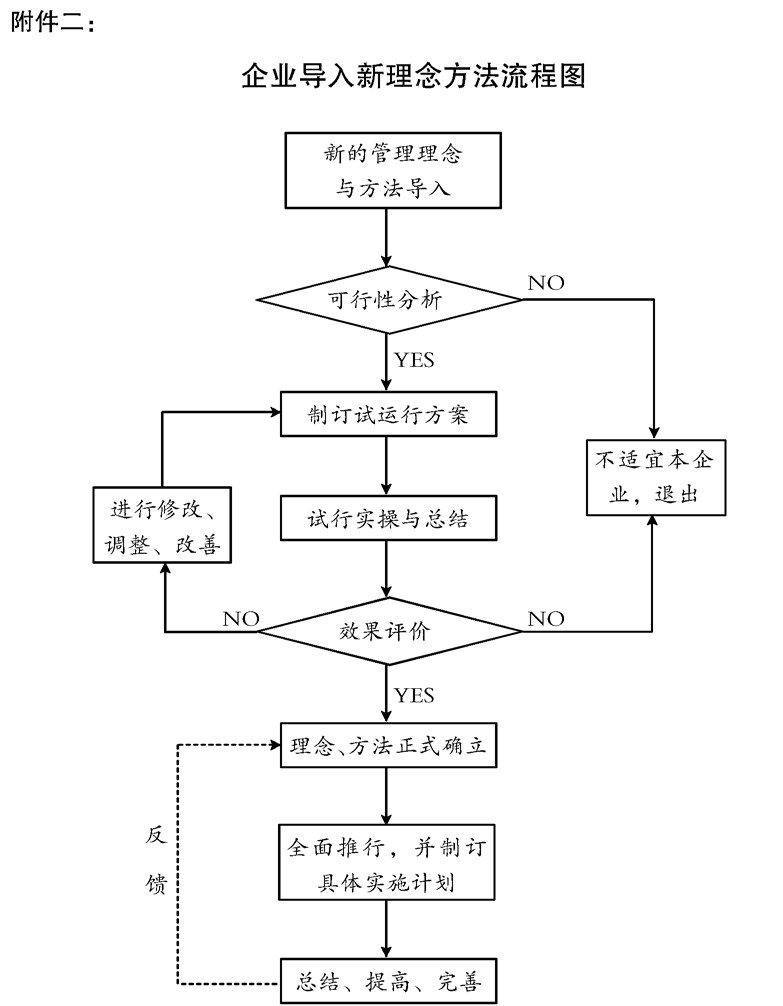 附件二：
企业导入新理念方法流程图
新的管理理念
与方法导入
可行性分析
NO
YES
制订试运行方案
不适宜本企
业，退出
进行修改、
调整、改善
试行实操与总结
NO
效果评价
NO
YES
理念、方法正式确立
反
馈
全面推行，并制订
具体实施计划
总结、提高、完善